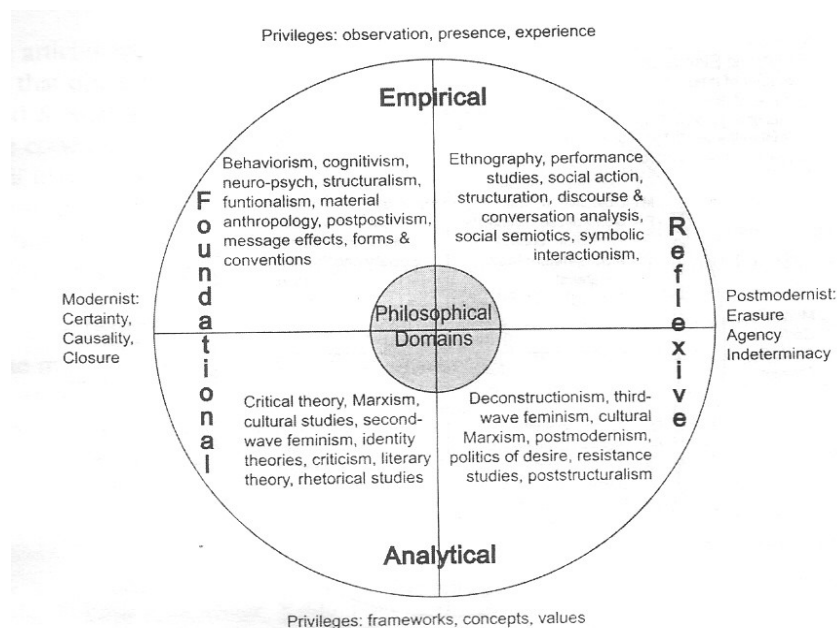 Privileges: observation, presence, experience
Empirical
Behaviorism, cognitivism,
neuro-psych, structuralism,
funtionalism, material
anthropology, postpostivism,
message effects, forms &
conventions
Ethnography, performance
studies, social action,
structuration, discourse &
conversation analysis,
social semiotics, symbolic
interactionism,
Foundational
Reflexive
Modernist:
Certainty,
Causality,
Closure
Philosophical
Domains
Postmodernist:
Erasure
Agency
Indeterminacy
Critical theory, Marxism,
cultural studies, second-
wave feminism, identity
theories, criticism, literary
theory, rhetorical studies
Deconstructionism, third-
wave feminism, cultural
Marxism, postmodernism,
politics of desire, resistance
studies, poststructuralism
Analytical
Privileges: frameworks, concepts, values